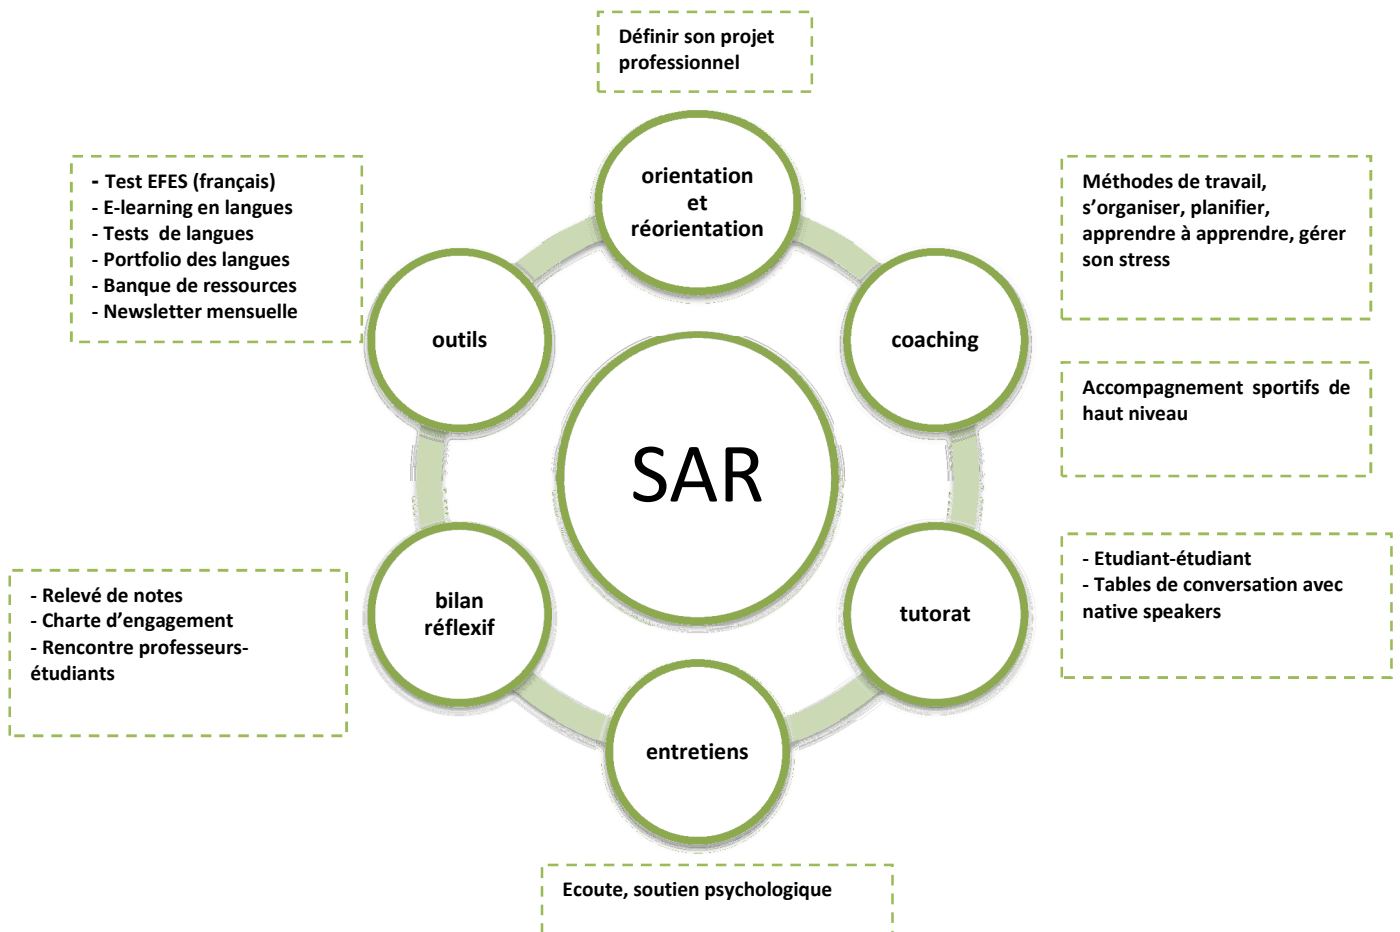 Définir son projet
professionnel
orientation
et
réorientation
- Test EFES (français)
- E-learning en langues
- Tests de langues
- Portfolio des langues
- Banque de ressources
- Newsletter mensuelle
outils
Méthodes de travail,
s’organiser, planifier,
apprendre à apprendre, gérer
son stress
coaching
Accompagnement sportifs de
haut niveau
SAR
- Relevé de notes
- Charte d’engagement
- Rencontre professeurs-
étudiants
bilan
réflexif
tutorat
- Etudiant-étudiant
- Tables de conversation avec
native speakers
entretiens
Ecoute, soutien psychologique